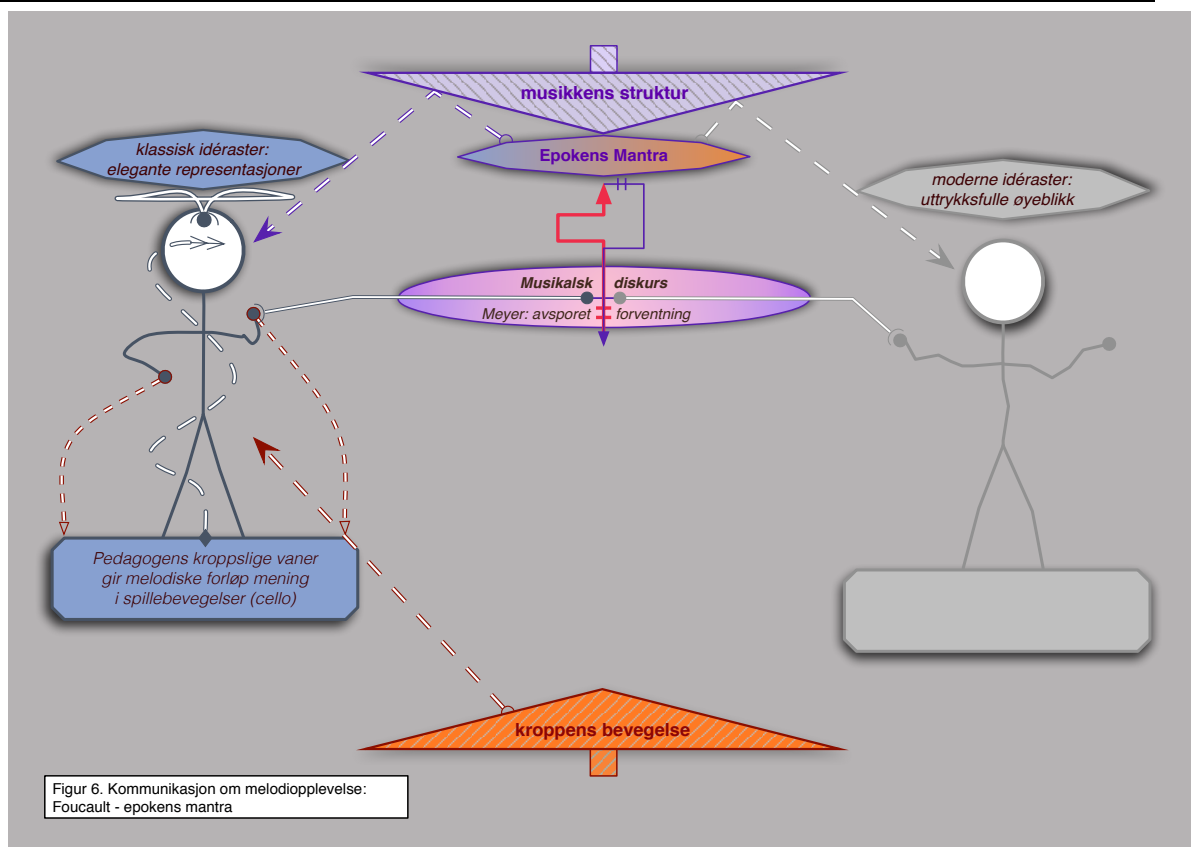 musikkens struktur
klassisk idéraster:
elegante representasjoner
Epokens Mantra
moderne idéraster:
uttrykksfulle øyeblikk
Musikalsk diskurs
Meyer: avsporet forventning
Pedagogens kroppslige vaner
gir melodiske forløp mening
i spillebevegelser (cello)
kroppens bevegelse
Figur 6. Kommunikasjon om melodiopplevelse:
Foucault - epokens mantra